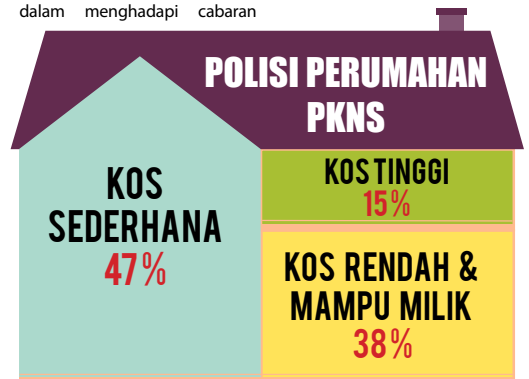 dalam menghadapi cabaran
POLISI PERUMAHAN
PKNS
KOS
SEDERHANA
47%
KOS TINGGI
15%
KOS RENDAH &
MAMPU MILIK
38%